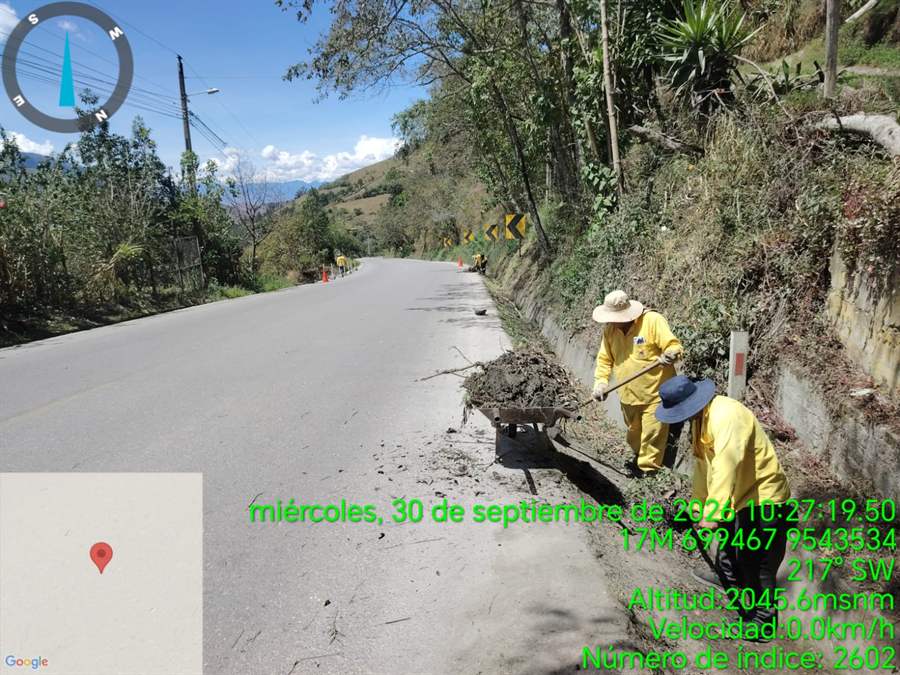 S
W
E
N
miércoles, 30 de septiembre de 2026 10:27:19.50
17M 699467 9543534
217° SW
Altitud:2045.6msnm
Velocidad:0.0km/h
Número de índice: 2602
Google